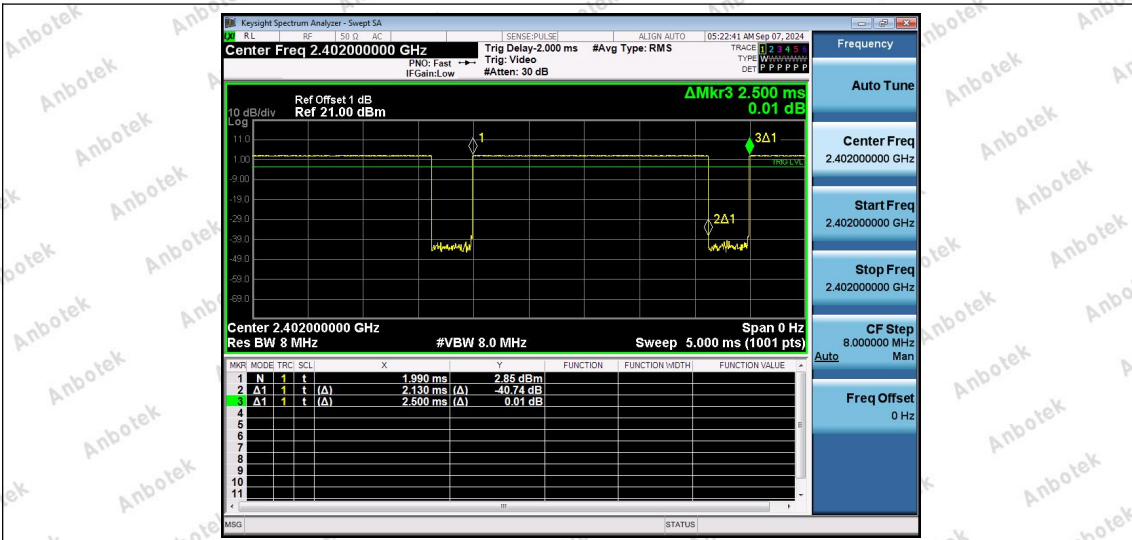 Keysight Spectrum Analyzer - Swept SA
LXI RL RF 50 Ω AC SENSE:PULSE ALIGN AUTO 05:22:41 AM Sep 07, 2024
Center Freq 2.402000000 GHz Trig Delay-2.000 ms #Avg Type: RMS TRACE 1 2 3 4 5 6
PNO: Fast Trig: Video TYPE WWWWWW
IFGain:Low #Atten: 30 dB DET P P P P P P
ΔMkr3 2.500 ms
0.01 dB
Ref Offset 1 dB
10 dB/div Ref 21.00 dBm
Log
11.0
1.00
-9.00
-19.0
-29.0
-39.0
-49.0
-59.0
-69.0
1
3Δ1
TRIG LVL
2Δ1
Center 2.402000000 GHz Span 0 Hz
Res BW 8 MHz #VBW 8.0 MHz Sweep 5.000 ms (1001 pts)
MKR MODE TRC SCL X Y FUNCTION FUNCTION WIDTH FUNCTION VALUE
1 N 1 t 1.990 ms 2.85 dBm
2 Δ1 1 t (Δ) 2.130 ms (Δ) -40.74 dB
3 Δ1 1 t (Δ) 2.500 ms (Δ) 0.01 dB
4
5
6
7
8
9
10
11
MSG STATUS
Frequency
Auto Tune
Center Freq
2.402000000 GHz
Start Freq
2.402000000 GHz
Stop Freq
2.402000000 GHz
CF Step
8.000000 MHz
Auto Man
Freq Offset
0 Hz
Anbotek